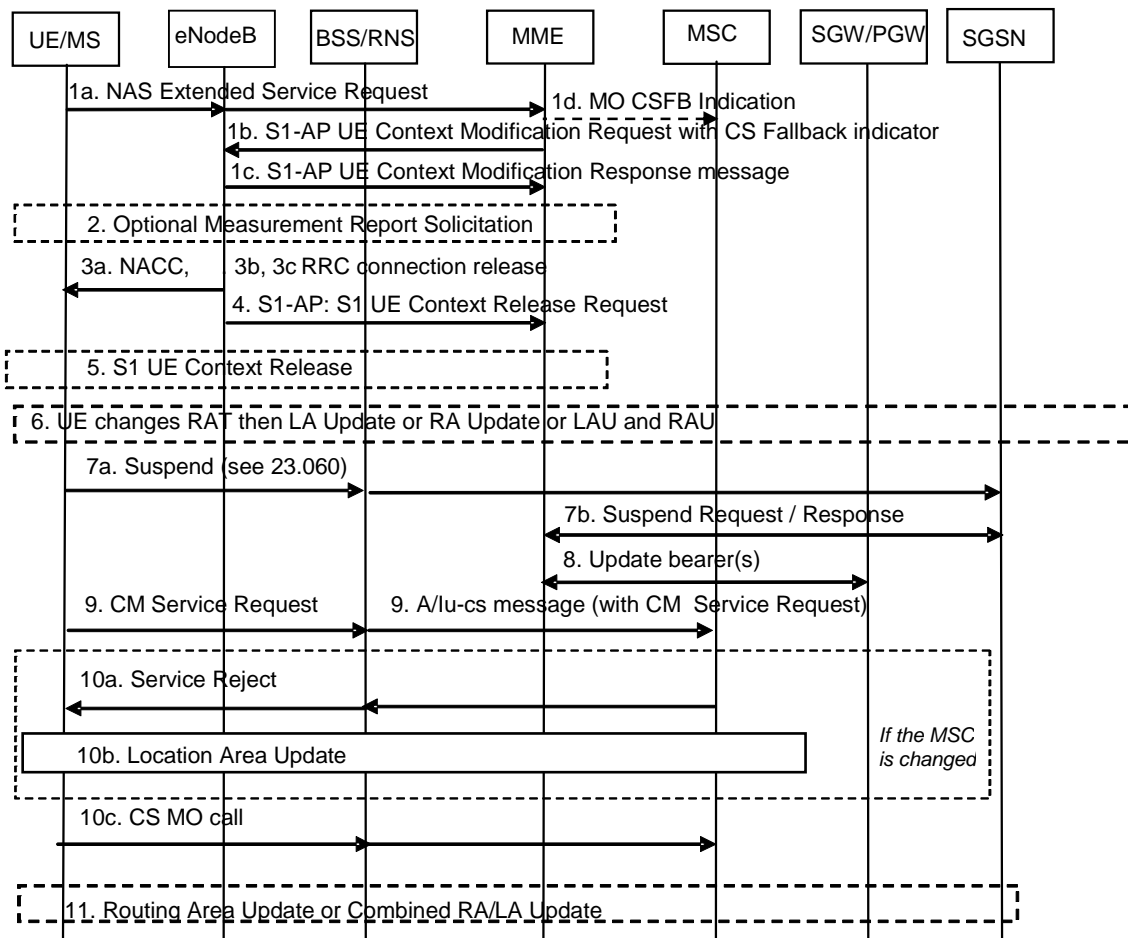 UE/MS
eNodeB
BSS/RNS
MME
MSC
SGW/PGW
SGSN
1a. NAS Extended Service Request
1d. MO CSFB Indication
1b. S1-AP UE Context Modification Request with CS Fallback indicator
1c. S1-AP UE Context Modification Response message
2. Optional Measurement Report Solicitation
3a. NACC, 3b, 3c RRC connection release
4. S1-AP: S1 UE Context Release Request
5. S1 UE Context Release
6. UE changes RAT then LA Update or RA Update or LAU and RAU
7a. Suspend (see 23.060)
7b. Suspend Request / Response
8. Update bearer(s)
9. CM Service Request
9. A/Iu-cs message (with CM Service Request)
10a. Service Reject
If the MSC
is changed
10b. Location Area Update
10c. CS MO call
11. Routing Area Update or Combined RA/LA Update